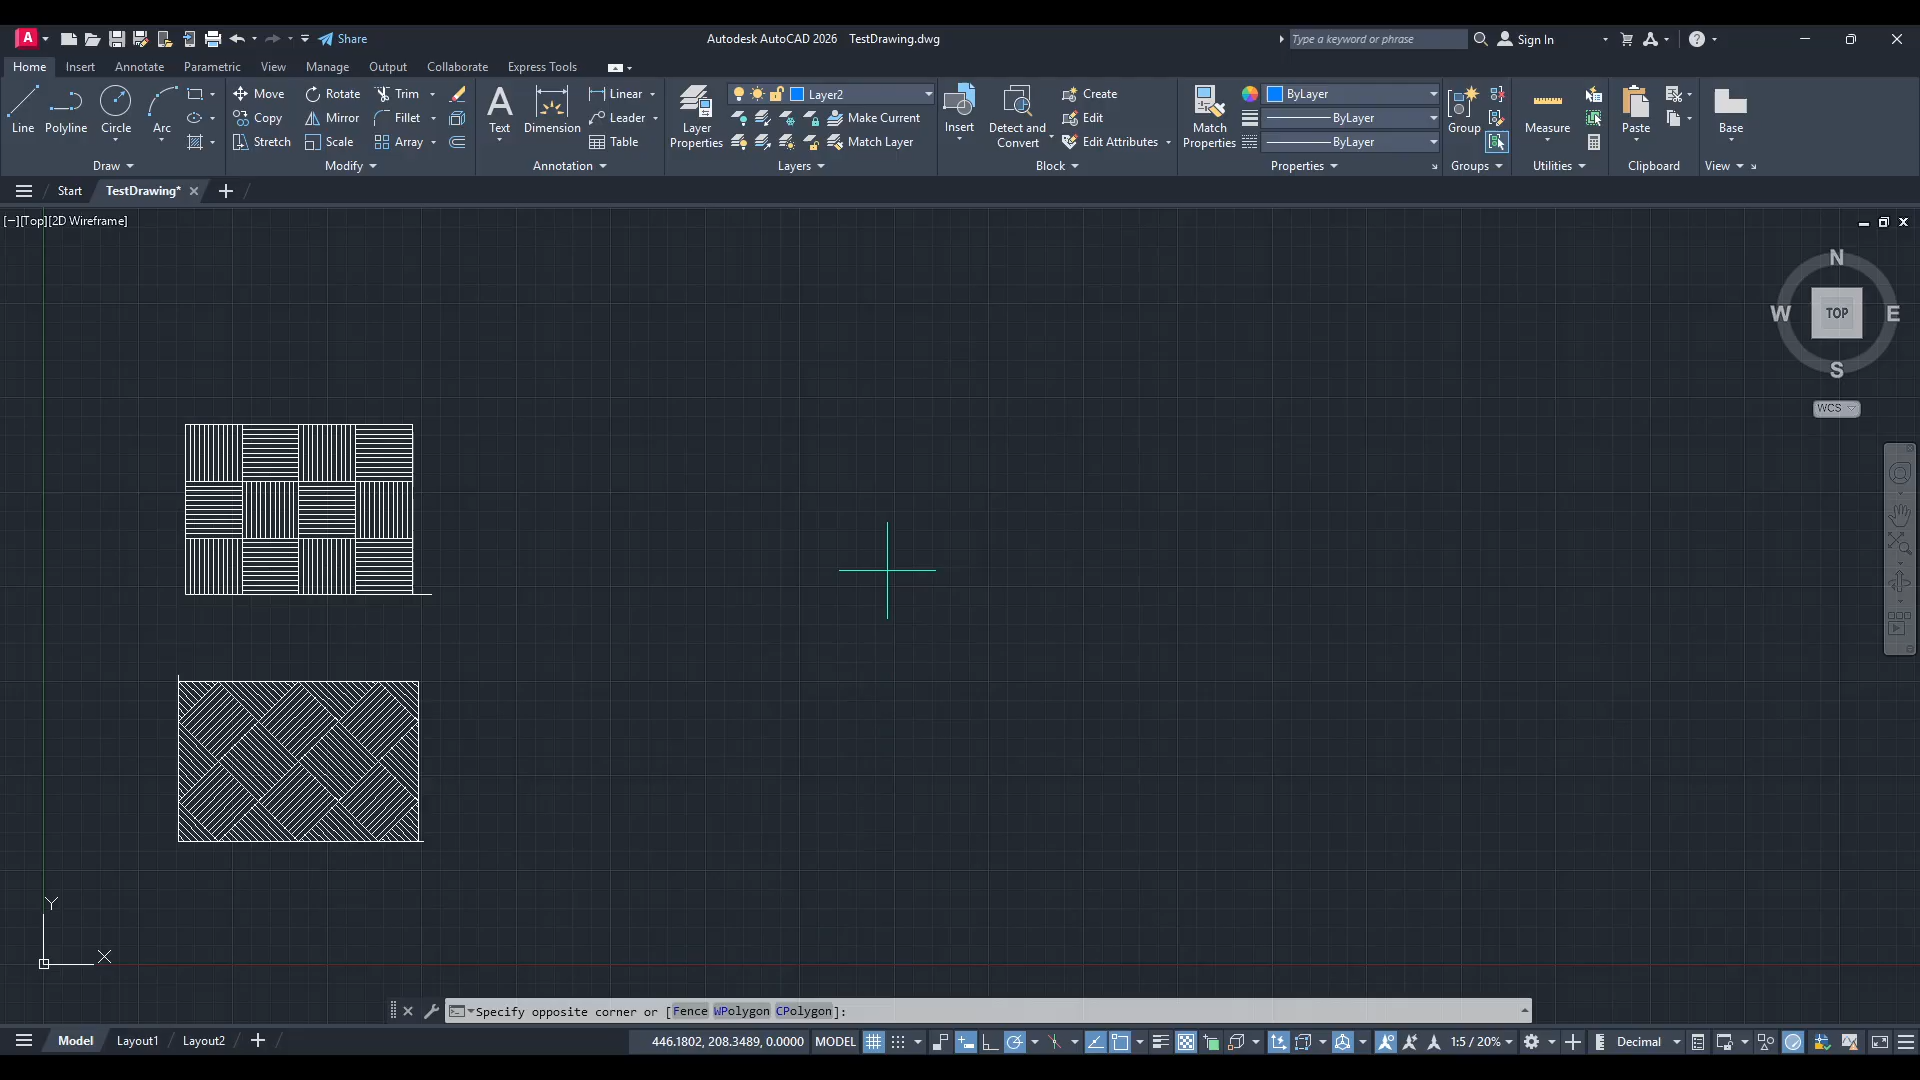 A Share Autodesk AutoCAD 2026 TestDrawing.dwg Type a keyword or phrase Sign In
Home Insert Annotate Parametric View Manage Output Collaborate Express Tools
Line Polyline Circle Arc
Move Rotate Trim
Copy Mirror Fillet
Stretch Scale Array
Text Dimension
Linear
Leader
Table
Layer Properties
Layer2
Make Current
Match Layer
Insert Detect and Convert
Create
Edit
Edit Attributes
Match Properties
ByLayer
ByLayer
ByLayer
Group Measure Paste Base
Draw Modify Annotation Layers Block Properties Groups Utilities Clipboard View
Start TestDrawing*
[−][Top][2D Wireframe]
N
W TOP E
S
WCS
Y
X
Specify opposite corner or [Fence WPolygon CPolygon]:
Model Layout1 Layout2 446.1802, 208.3489, 0.0000 MODEL 1:5 / 20% Decimal